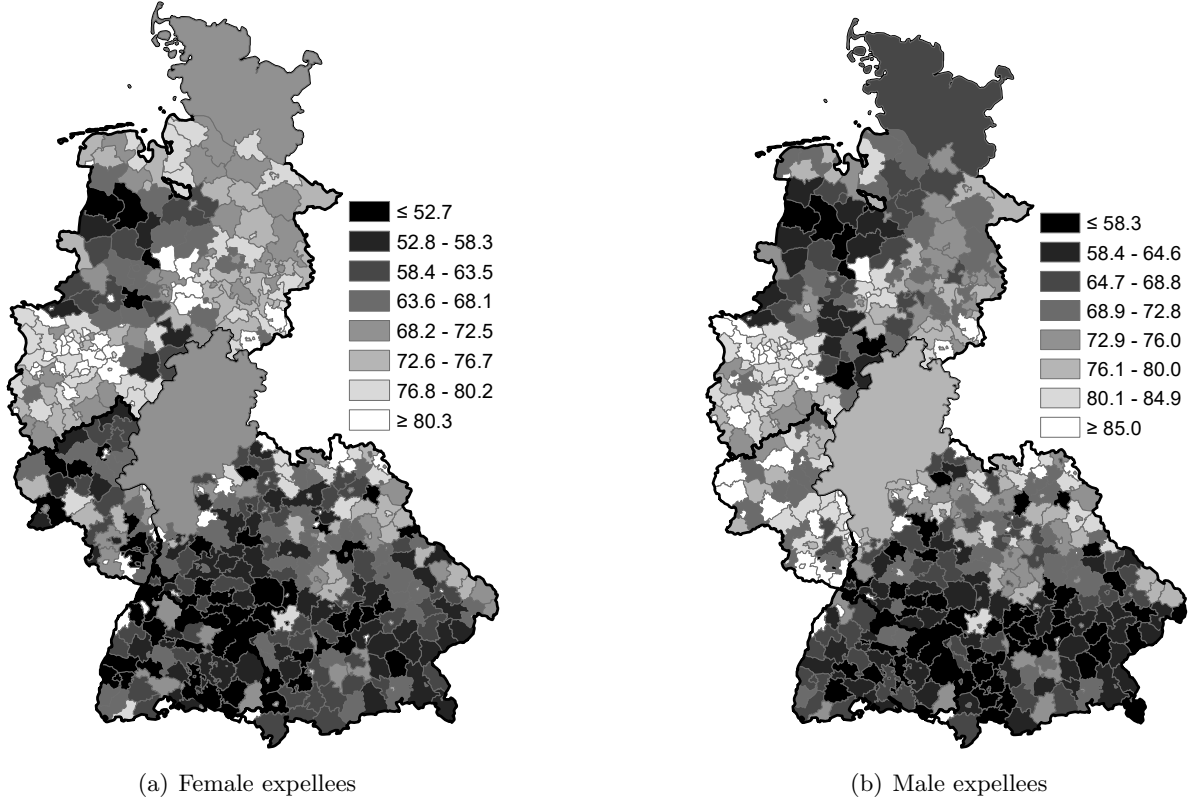 ≤ 52.7
52.8 - 58.3
58.4 - 63.5
63.6 - 68.1
68.2 - 72.5
72.6 - 76.7
76.8 - 80.2
≥ 80.3
(a) Female expellees
≤ 58.3
58.4 - 64.6
64.7 - 68.8
68.9 - 72.8
72.9 - 76.0
76.1 - 80.0
80.1 - 84.9
≥ 85.0
(b) Male expellees